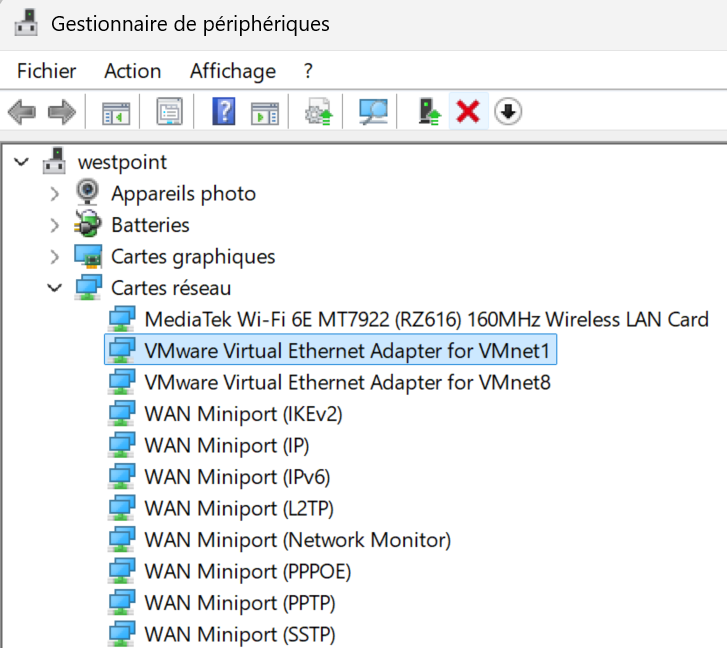 Gestionnaire de périphériques
Fichier Action Affichage ?
westpoint
Appareils photo
Batteries
Cartes graphiques
Cartes réseau
MediaTek Wi-Fi 6E MT7922 (RZ616) 160MHz Wireless LAN Card
VMware Virtual Ethernet Adapter for VMnet1
VMware Virtual Ethernet Adapter for VMnet8
WAN Miniport (IKEv2)
WAN Miniport (IP)
WAN Miniport (IPv6)
WAN Miniport (L2TP)
WAN Miniport (Network Monitor)
WAN Miniport (PPPOE)
WAN Miniport (PPTP)
WAN Miniport (SSTP)